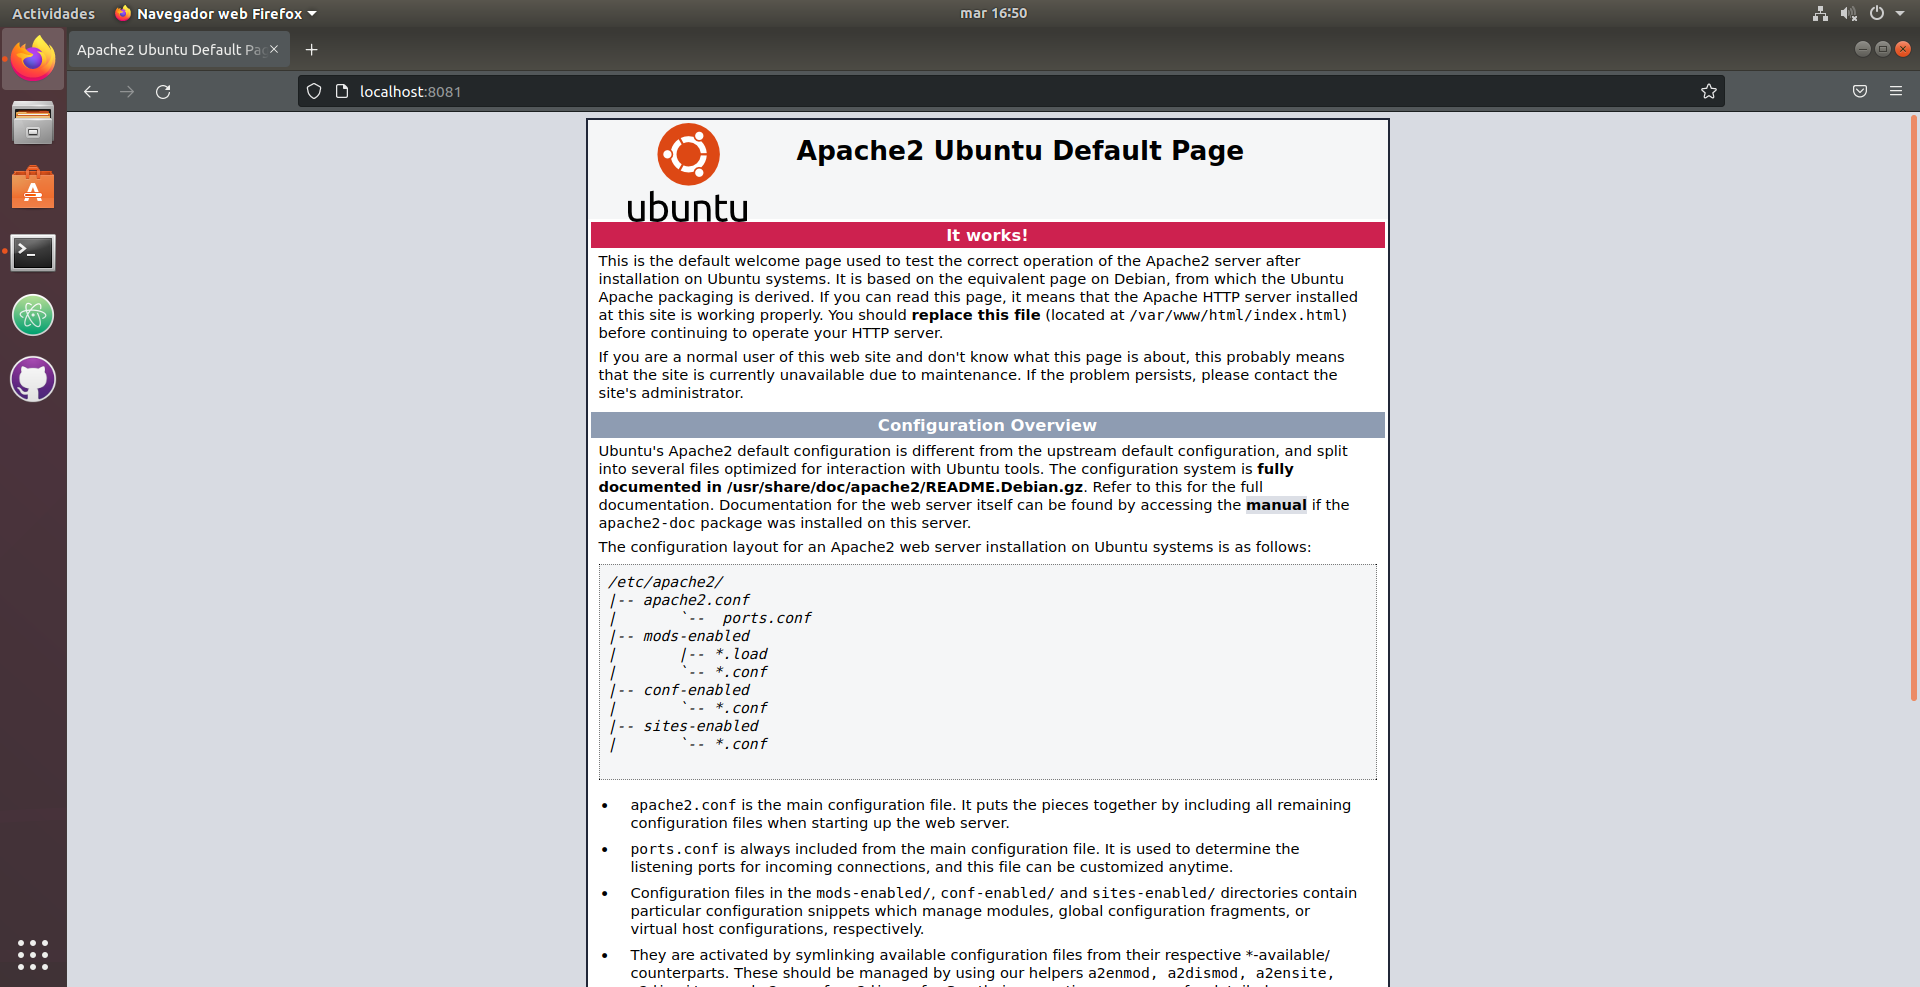 Actividades
Navegador web Firefox
mar 16:50
Apache2 Ubuntu Default Pag
localhost:8081
ubuntu
Apache2 Ubuntu Default Page
It works!
This is the default welcome page used to test the correct operation of the Apache2 server after
installation on Ubuntu systems. It is based on the equivalent page on Debian, from which the Ubuntu
Apache packaging is derived. If you can read this page, it means that the Apache HTTP server installed
at this site is working properly. You should replace this file (located at /var/www/html/index.html)
before continuing to operate your HTTP server.
If you are a normal user of this web site and don't know what this page is about, this probably means
that the site is currently unavailable due to maintenance. If the problem persists, please contact the
site's administrator.
Configuration Overview
Ubuntu's Apache2 default configuration is different from the upstream default configuration, and split
into several files optimized for interaction with Ubuntu tools. The configuration system is fully
documented in /usr/share/doc/apache2/README.Debian.gz. Refer to this for the full
documentation. Documentation for the web server itself can be found by accessing the manual if the
apache2-doc package was installed on this server.
The configuration layout for an Apache2 web server installation on Ubuntu systems is as follows:
/etc/apache2/
|-- apache2.conf
|       `--  ports.conf
|-- mods-enabled
|       |-- *.load
|       `-- *.conf
|-- conf-enabled
|       `-- *.conf
|-- sites-enabled
|       `-- *.conf
• apache2.conf is the main configuration file. It puts the pieces together by including all remaining
configuration files when starting up the web server.
• ports.conf is always included from the main configuration file. It is used to determine the
listening ports for incoming connections, and this file can be customized anytime.
• Configuration files in the mods-enabled/, conf-enabled/ and sites-enabled/ directories contain
particular configuration snippets which manage modules, global configuration fragments, or
virtual host configurations, respectively.
• They are activated by symlinking available configuration files from their respective *-available/
counterparts. These should be managed by using our helpers a2enmod, a2dismod, a2ensite,